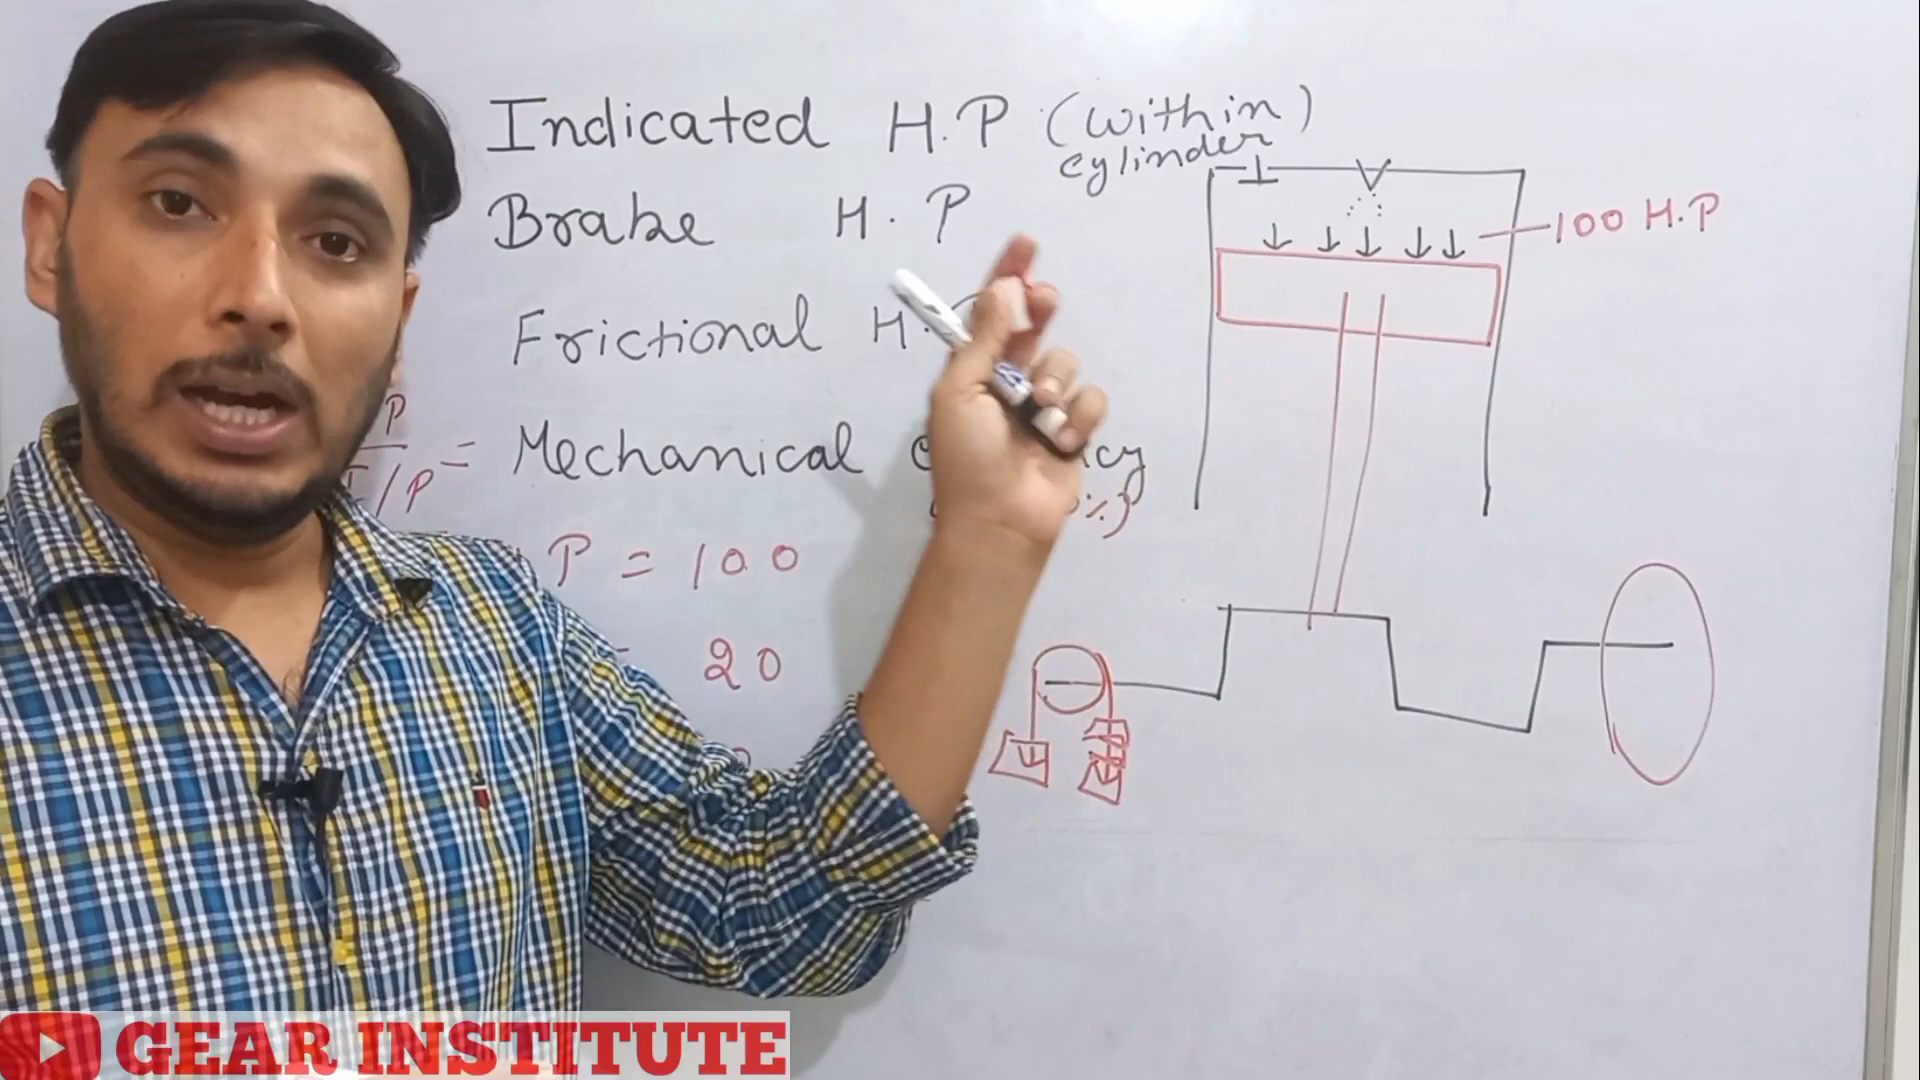 Indicated H.P (within)
cylinder
Brake H.P
100 H.P
Frictional H.
P
I/P = Mechanical
%)
P = 100
= 20
GEAR INSTITUTE